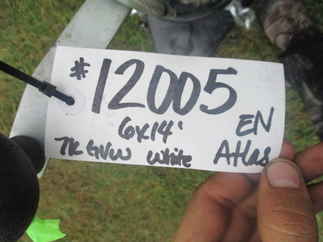 #12005
6x14' EN
7K GVW White Atlas